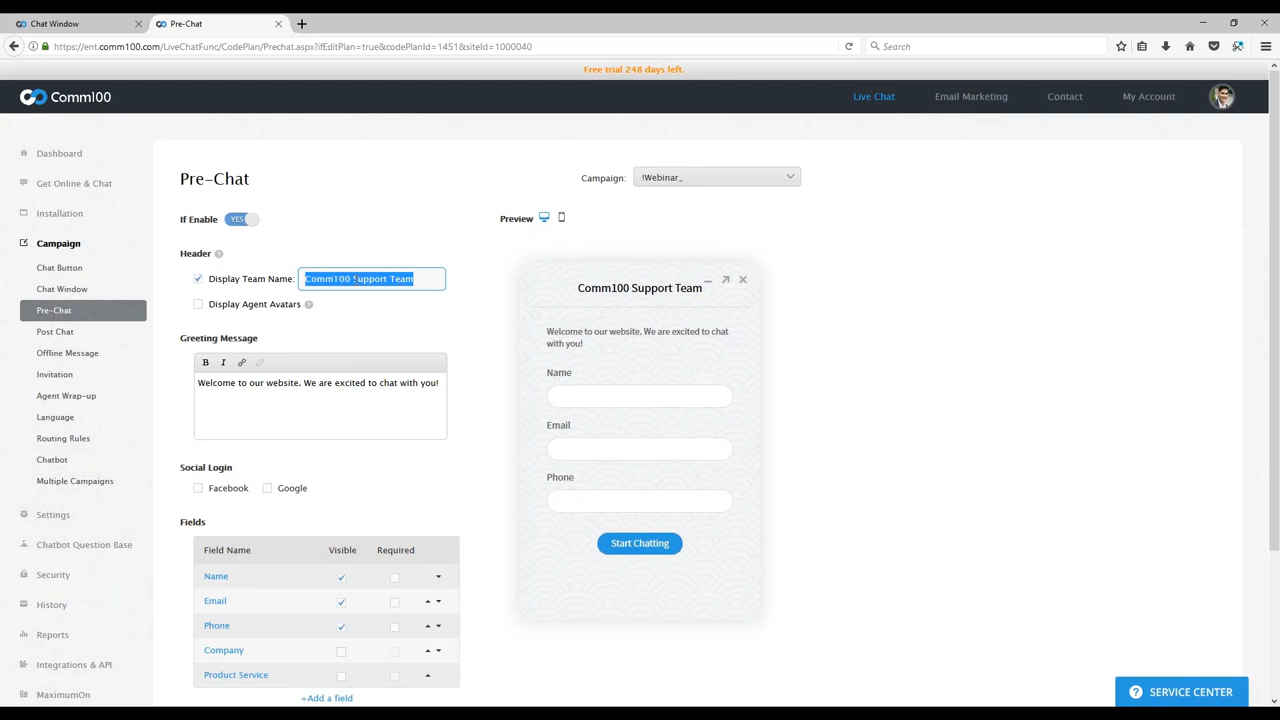 Chat Window
Pre-Chat
https://ent.comm100.com/LiveChatFunc/CodePlan/Prechat.aspx?ifEditPlan=true&codePlanId=1451&siteId=1000040
Search
Free trial 248 days left.
Comm100
Live Chat
Email Marketing
Contact
My Account
Dashboard
Get Online & Chat
Installation
Campaign
Chat Button
Chat Window
Pre-Chat
Post Chat
Offline Message
Invitation
Agent Wrap-up
Language
Routing Rules
Chatbot
Multiple Campaigns
Settings
Chatbot Question Base
Security
History
Reports
Integrations & API
MaximumOn
Pre-Chat
Campaign:
!Webinar_
If Enable
YES
Header
Display Team Name:
Comm100 Support Team
Display Agent Avatars
Greeting Message
B I
Welcome to our website. We are excited to chat with you!
Social Login
Facebook
Google
Fields
Field Name
Visible
Required
Name
Email
Phone
Company
Product Service
+Add a field
Preview
Comm100 Support Team
Welcome to our website. We are excited to chat
with you!
Name
Email
Phone
Start Chatting
? SERVICE CENTER